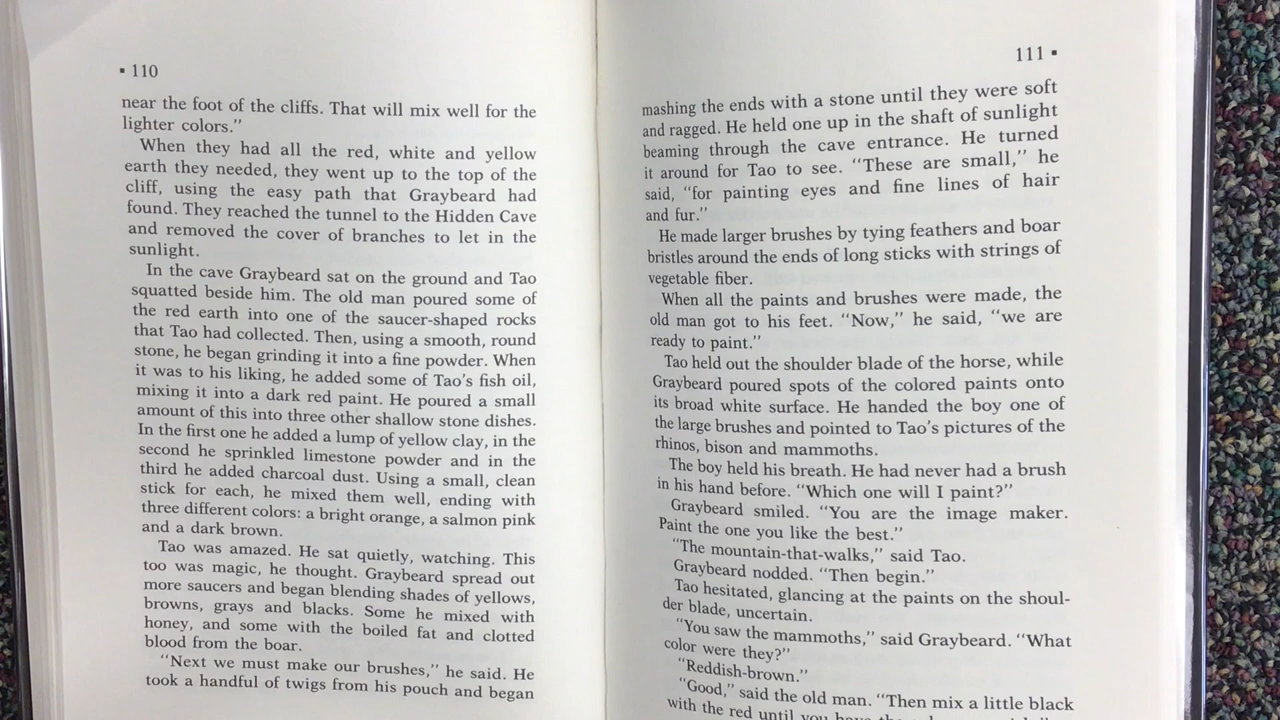 ▪ 110
near the foot of the cliffs. That will mix well for the
lighter colors.”
When they had all the red, white and yellow
earth they needed, they went up to the top of the
cliff, using the easy path that Graybeard had
found. They reached the tunnel to the Hidden Cave
and removed the cover of branches to let in the
sunlight.
In the cave Graybeard sat on the ground and Tao
squatted beside him. The old man poured some of
the red earth into one of the saucer-shaped rocks
that Tao had collected. Then, using a smooth, round
stone, he began grinding it into a fine powder. When
it was to his liking, he added some of Tao’s fish oil,
mixing it into a dark red paint. He poured a small
amount of this into three other shallow stone dishes.
In the first one he added a lump of yellow clay, in the
second he sprinkled limestone powder and in the
third he added charcoal dust. Using a small, clean
stick for each, he mixed them well, ending with
three different colors: a bright orange, a salmon pink
and a dark brown.
Tao was amazed. He sat quietly, watching. This
too was magic, he thought. Graybeard spread out
more saucers and began blending shades of yellows,
browns, grays and blacks. Some he mixed with
honey, and some with the boiled fat and clotted
blood from the boar.
“Next we must make our brushes,” he said. He
took a handful of twigs from his pouch and began
111 ▪
mashing the ends with a stone until they were soft
and ragged. He held one up in the shaft of sunlight
beaming through the cave entrance. He turned
it around for Tao to see. “These are small,” he
said, “for painting eyes and fine lines of hair
and fur.”
He made larger brushes by tying feathers and boar
bristles around the ends of long sticks with strings of
vegetable fiber.
When all the paints and brushes were made, the
old man got to his feet. “Now,” he said, “we are
ready to paint.”
Tao held out the shoulder blade of the horse, while
Graybeard poured spots of the colored paints onto
its broad white surface. He handed the boy one of
the large brushes and pointed to Tao’s pictures of the
rhinos, bison and mammoths.
The boy held his breath. He had never had a brush
in his hand before. “Which one will I paint?”
Graybeard smiled. “You are the image maker.
Paint the one you like the best.”
“The mountain-that-walks,” said Tao.
Graybeard nodded. “Then begin.”
Tao hesitated, glancing at the paints on the shoul-
der blade, uncertain.
“You saw the mammoths,” said Graybeard. “What
color were they?”
“Reddish-brown.”
“Good,” said the old man. “Then mix a little black
with the red until you have the